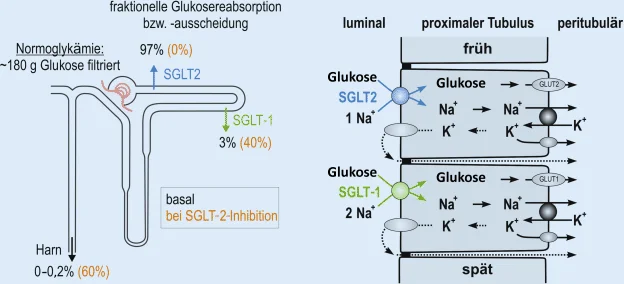 fraktionelle Glukosereabsorption
bzw. -ausscheidung
Normoglykämie:
~180 g Glukose filtriert
97% (0%)
SGLT2
SGLT-1
3% (40%)
basal
bei SGLT-2-Inhibition
Harn
0-0,2% (60%)
luminal
proximaler Tubulus
peritubulär
früh
Glukose
SGLT2
1 Na+
Glukose
GLUT2
Na+
Na+
K+
K+
K+
Glukose
SGLT-1
2 Na+
Glukose
GLUT1
Na+
Na+
K+
K+
K+
spät